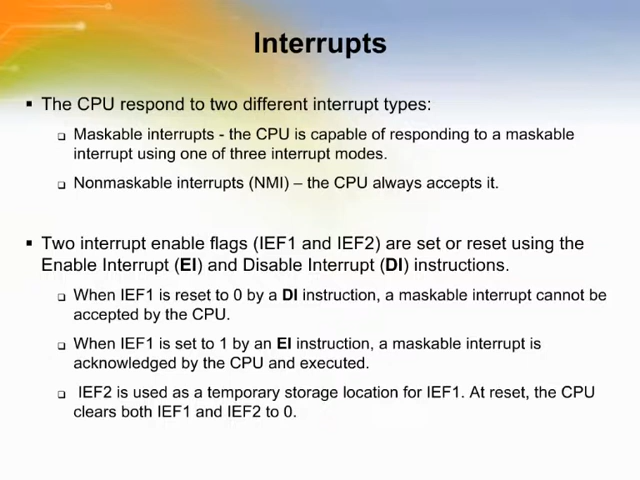 Interrupts
▪ The CPU respond to two different interrupt types:
❑ Maskable interrupts - the CPU is capable of responding to a maskable
interrupt using one of three interrupt modes.
❑ Nonmaskable interrupts (NMI) – the CPU always accepts it.
▪ Two interrupt enable flags (IEF1 and IEF2) are set or reset using the
Enable Interrupt (EI) and Disable Interrupt (DI) instructions.
❑ When IEF1 is reset to 0 by a DI instruction, a maskable interrupt cannot be
accepted by the CPU.
❑ When IEF1 is set to 1 by an EI instruction, a maskable interrupt is
acknowledged by the CPU and executed.
❑ IEF2 is used as a temporary storage location for IEF1. At reset, the CPU
clears both IEF1 and IEF2 to 0.